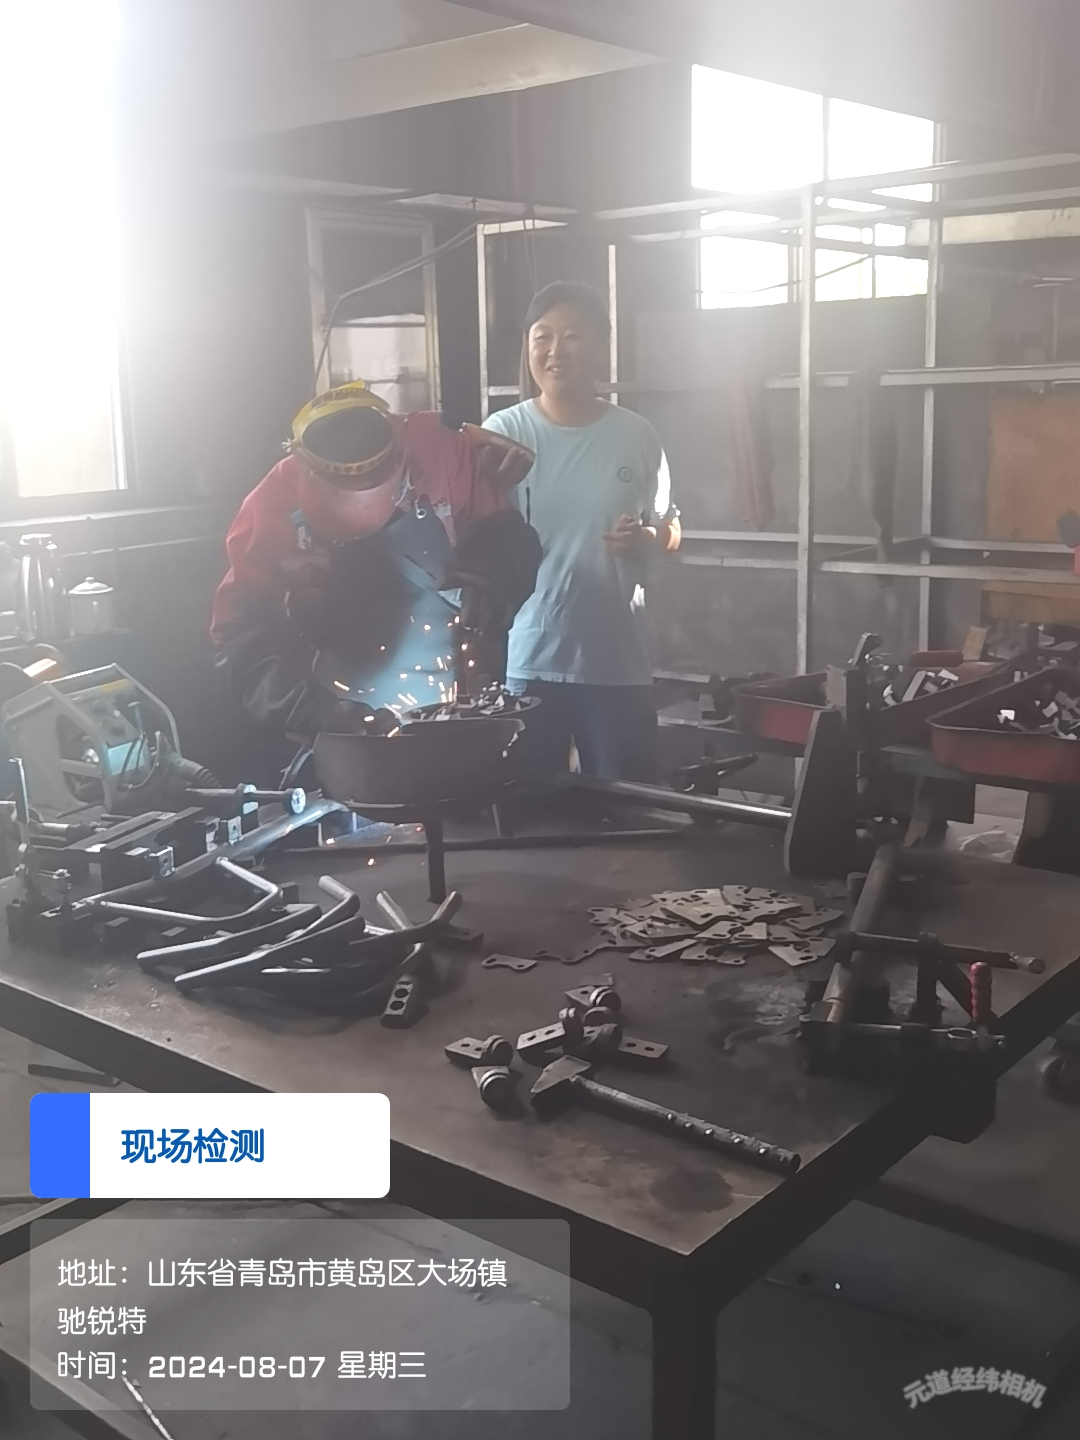 现场检测
地址：山东省青岛市黄岛区大场镇
驰锐特
时间：2024-08-07 星期三
元道经纬相机